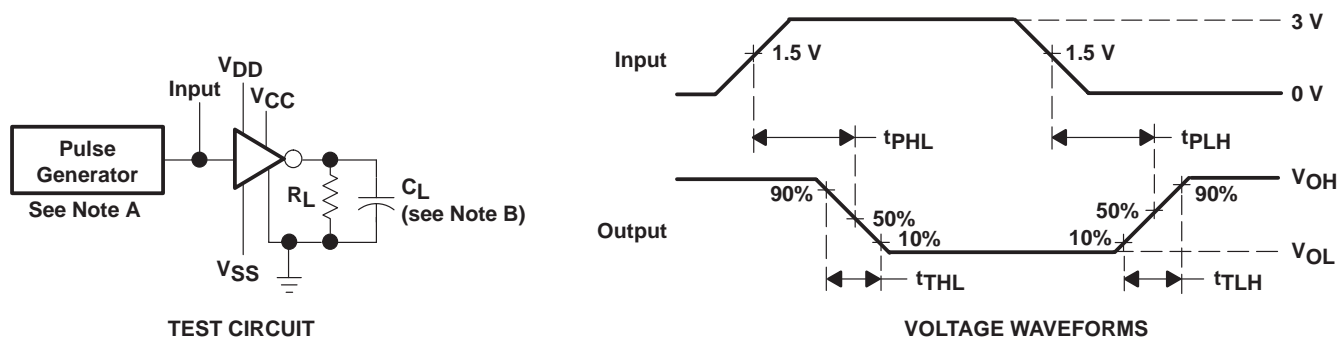 VDD
Input
VCC
Pulse
Generator
See Note A
RL
CL
(see Note B)
VSS
TEST CIRCUIT
Input
1.5 V
1.5 V
3 V
0 V
tPHL
tPLH
90%
50%
10%
10%
50%
90%
VOH
VOL
Output
tTHL
tTLH
VOLTAGE WAVEFORMS